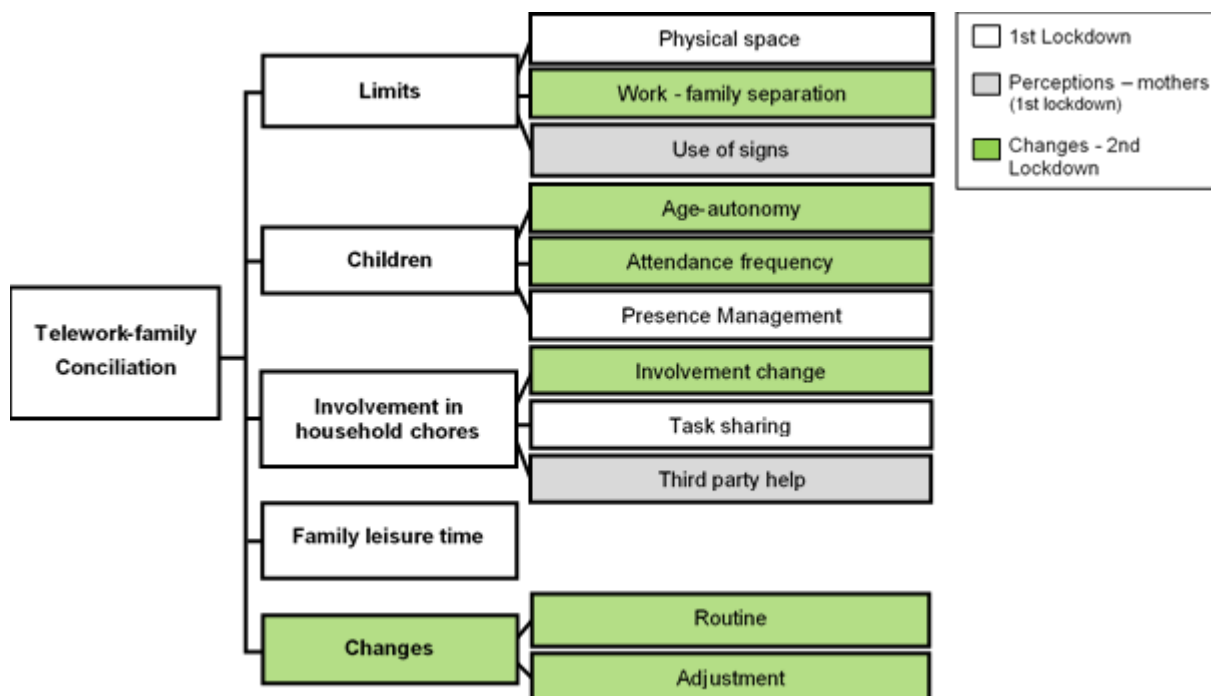 Physical space
Limits
Work - family separation
Use of signs
Age-autonomy
Children
Attendance frequency
Presence Management
Telework-family
Conciliation
Involvement change
Involvement in
household chores
Task sharing
Third party help
Family leisure time
Routine
Changes
Adjustment
1st Lockdown
Perceptions – mothers
(1st lockdown)
Changes - 2nd
Lockdown